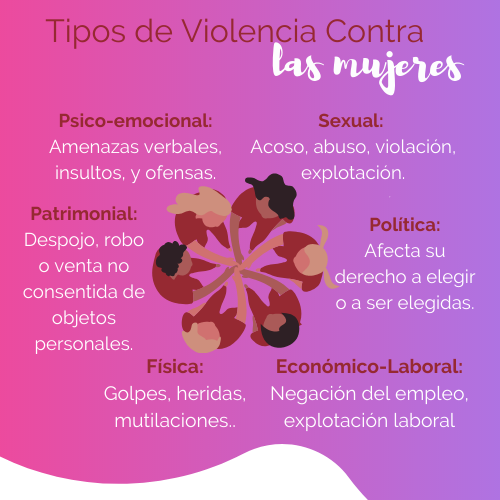 Tipos de Violencia Contra
las mujeres
Psico-emocional:
Amenazas verbales,
insultos, y ofensas.
Sexual:
Acoso, abuso, violación,
explotación.
Patrimonial:
Despojo, robo
o venta no
consentida de
objetos
personales.
Política:
Afecta su
derecho a elegir
o a ser elegidas.
Física:
Golpes, heridas,
mutilaciones..
Económico-Laboral:
Negación del empleo,
explotación laboral